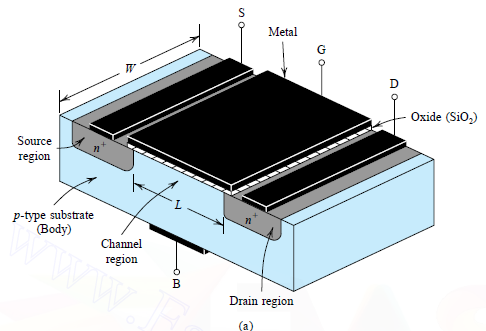 S
Metal
G
W
D
Oxide (SiO₂)
Source
region
n⁺
p-type substrate
(Body)
L
n⁺
Channel
region
B
Drain region
(a)